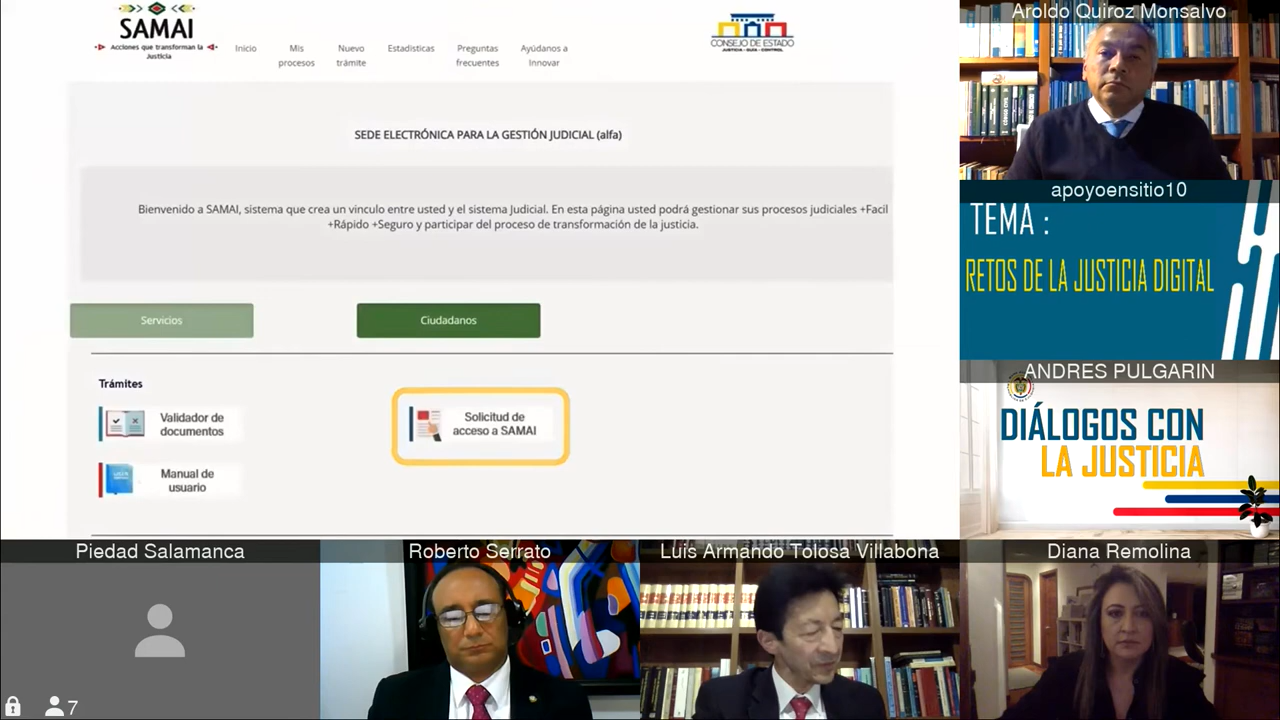 SAMAI
Acciones que transforman la
Justicia
Inicio
Mis
procesos
Nuevo
trámite
Estadisticas
Preguntas
frecuentes
Ayúdanos a
Innovar
CONSEJO DE ESTADO
JUSTICIA - GUÍA - CONTROL
SEDE ELECTRÓNICA PARA LA GESTIÓN JUDICIAL (alfa)
Bienvenido a SAMAI, sistema que crea un vinculo entre usted y el sistema Judicial. En esta página usted podrá gestionar sus procesos judiciales +Facil
+Rápido +Seguro y participar del proceso de transformación de la justicia.
Servicios
Ciudadanos
Trámites
Validador de
documentos
Solicitud de
acceso a SAMAI
Manual de
usuario
Aroldo Quiroz Monsalvo
apoyoensitio10
TEMA :
RETOS DE LA JUSTICIA DIGITAL
ANDRES PULGARIN
DIÁLOGOS CON
LA JUSTICIA
Piedad Salamanca
7
Roberto Serrato
Luis Armando Tolosa Villabona
Diana Remolina